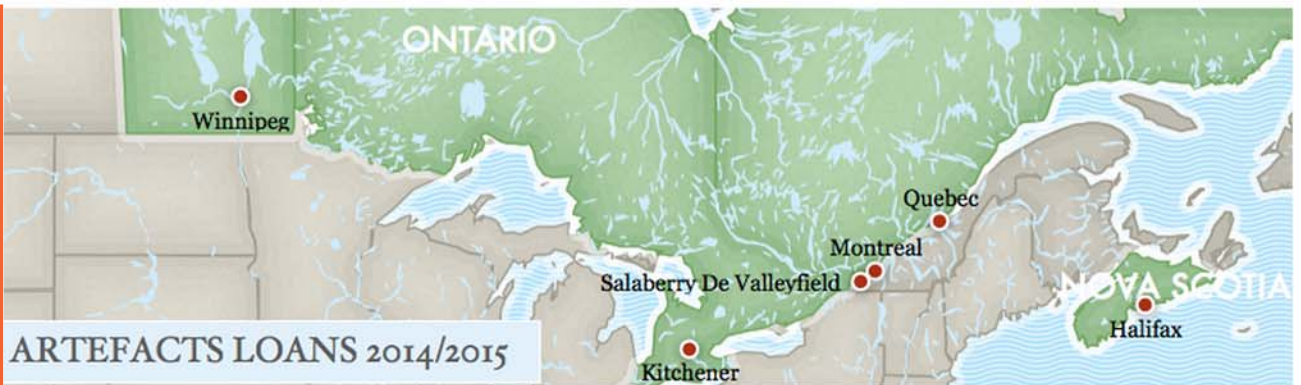 ONTARIO
Winnipeg
Quebec
Montreal
Salaberry De Valleyfield
NOVA SCOTIA
Halifax
ARTEFACTS LOANS 2014/2015
Kitchener